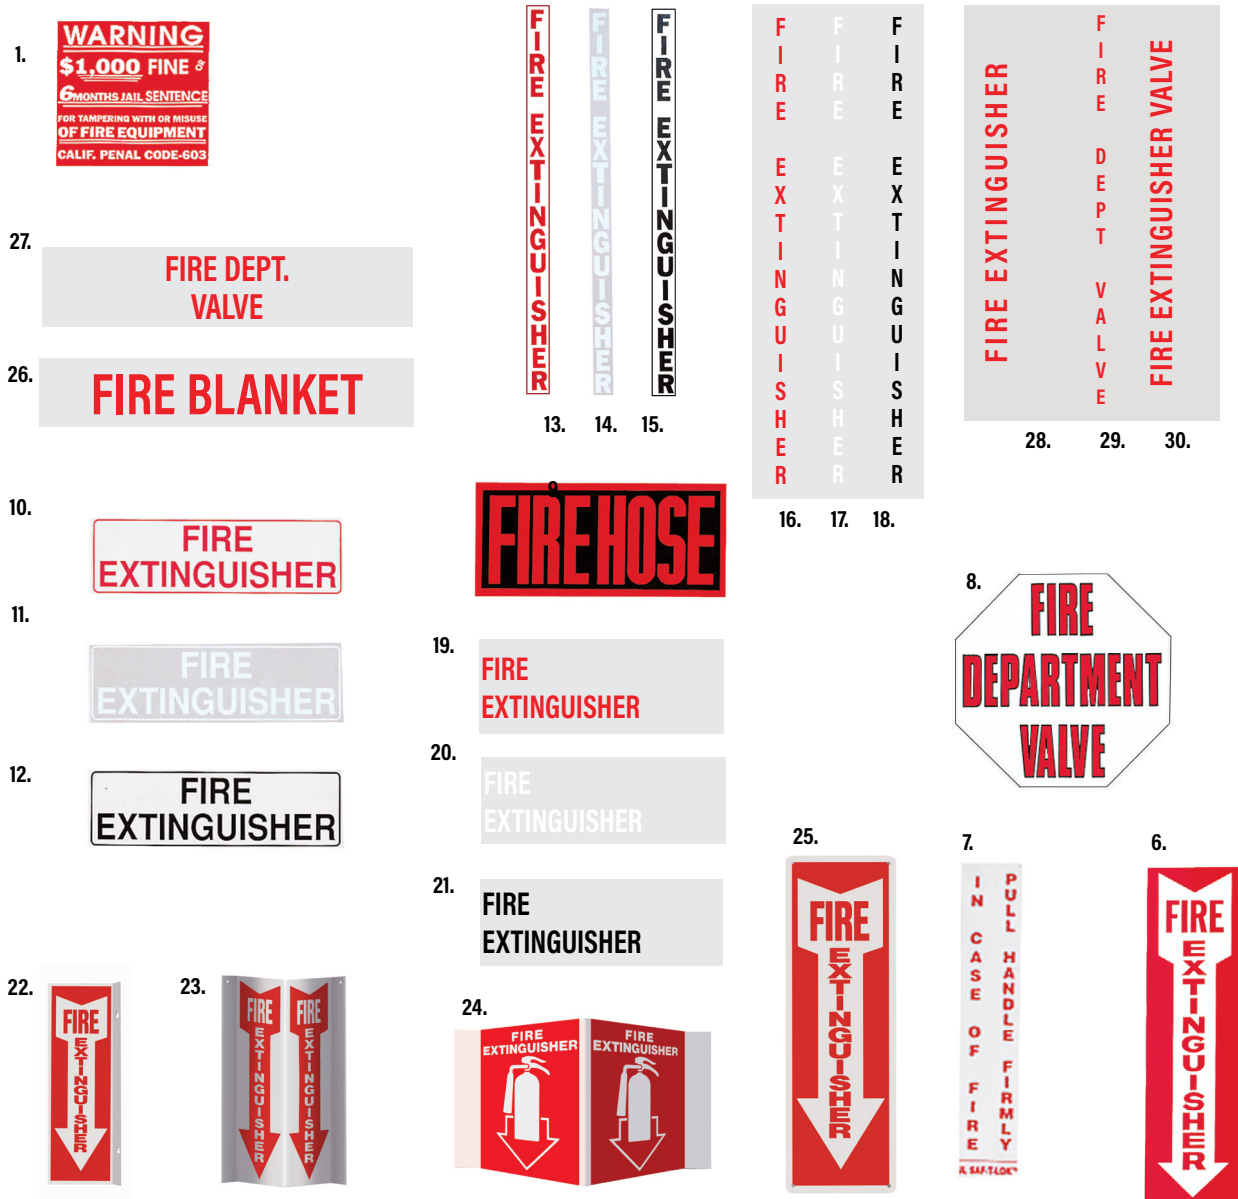 1.
WARNING
$1,000 FINE &
6 MONTHS JAIL SENTENCE
FOR TAMPERING WITH OR MISUSE
OF FIRE EQUIPMENT
CALIF. PENAL CODE-603
27.
FIRE DEPT.
VALVE
26.
FIRE BLANKET
FIRE EXTINGUISHER
FIRE EXTINGUISHER
FIRE EXTINGUISHER
13. 14. 15.
FIRE EXTINGUISHER
FIRE EXTINGUISHER
FIRE EXTINGUISHER
16. 17. 18.
FIRE EXTINGUISHER
FIRE DEPT VALVE
FIRE EXTINGUISHER VALVE
28. 29. 30.
10.
FIRE
EXTINGUISHER
11.
FIRE
EXTINGUISHER
12.
FIRE
EXTINGUISHER
9
FIRE HOSE
19.
FIRE
EXTINGUISHER
20.
FIRE
EXTINGUISHER
21.
FIRE
EXTINGUISHER
8.
FIRE
DEPARTMENT
VALVE
22.
FIRE
EXTINGUISHER
23.
FIRE
EXTINGUISHER
FIRE
EXTINGUISHER
24.
FIRE
EXTINGUISHER
FIRE
EXTINGUISHER
25.
FIRE
EXTINGUISHER
7.
IN CASE OF FIRE
PULL HANDLE FIRMLY
SAF-T-LOK™
6.
FIRE
EXTINGUISHER